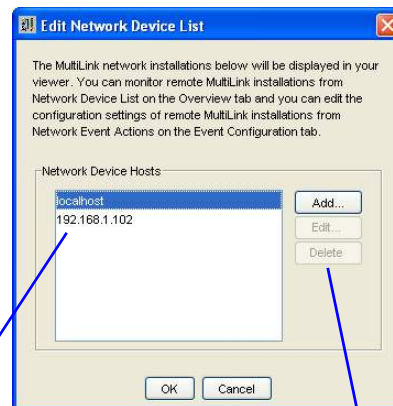 Edit Network Device List
The MultiLink network installations below will be displayed in your
viewer. You can monitor remote MultiLink installations from
Network Device List on the Overview tab and you can edit the
configuration settings of remote MultiLink installations from
Network Event Actions on the Event Configuration tab.
Network Device Hosts
localhost
192.168.1.102
Add...
Edit...
Delete
OK Cancel